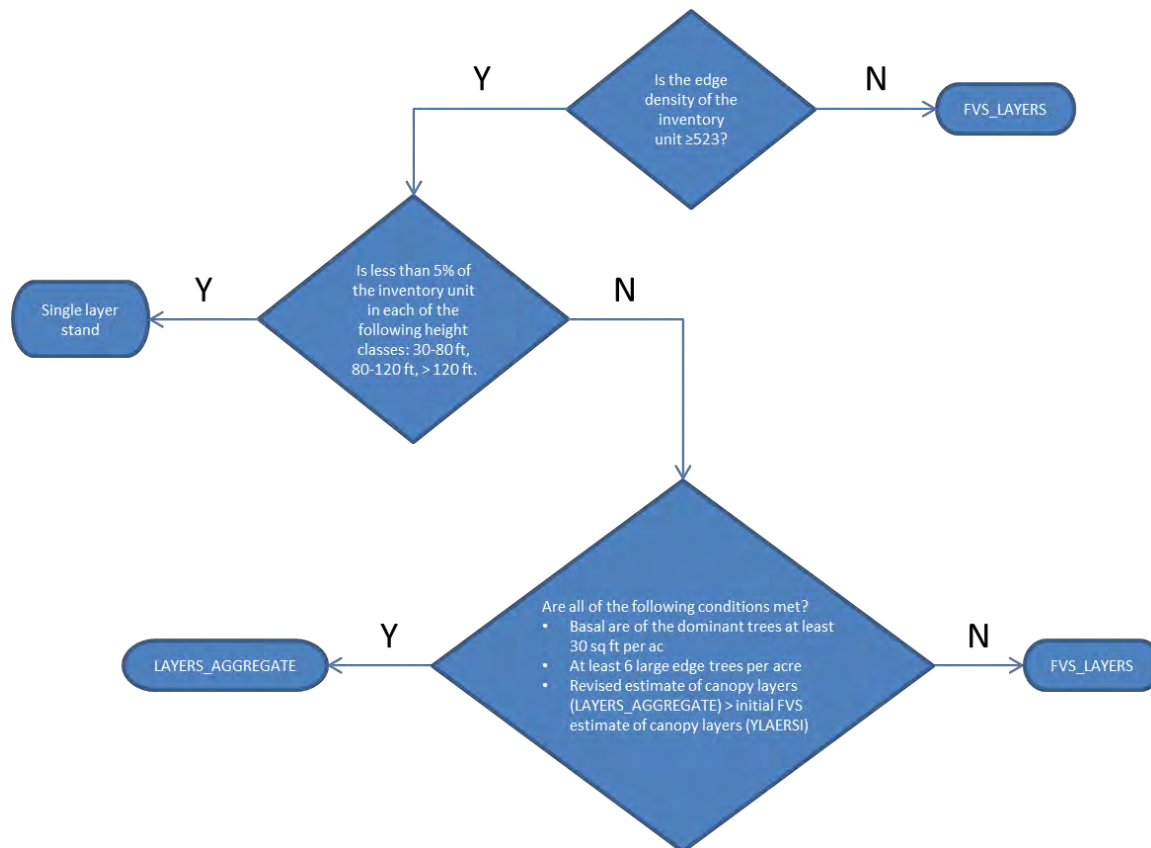 Y
Is the edge
density of the
inventory
unit ≥523?
N
FVS_LAYERS
Single layer
stand
Y
Is less than 5% of
the inventory unit
in each of the
following height
classes: 30-80 ft,
80-120 ft, > 120 ft.
N
LAYERS_AGGREGATE
Y
Are all of the following conditions met?
• Basal are of the dominant trees at least
30 sq ft per ac
• At least 6 large edge trees per acre
• Revised estimate of canopy layers
(LAYERS_AGGREGATE) > initial FVS
estimate of canopy layers (YLAERSI)
N
FVS_LAYERS